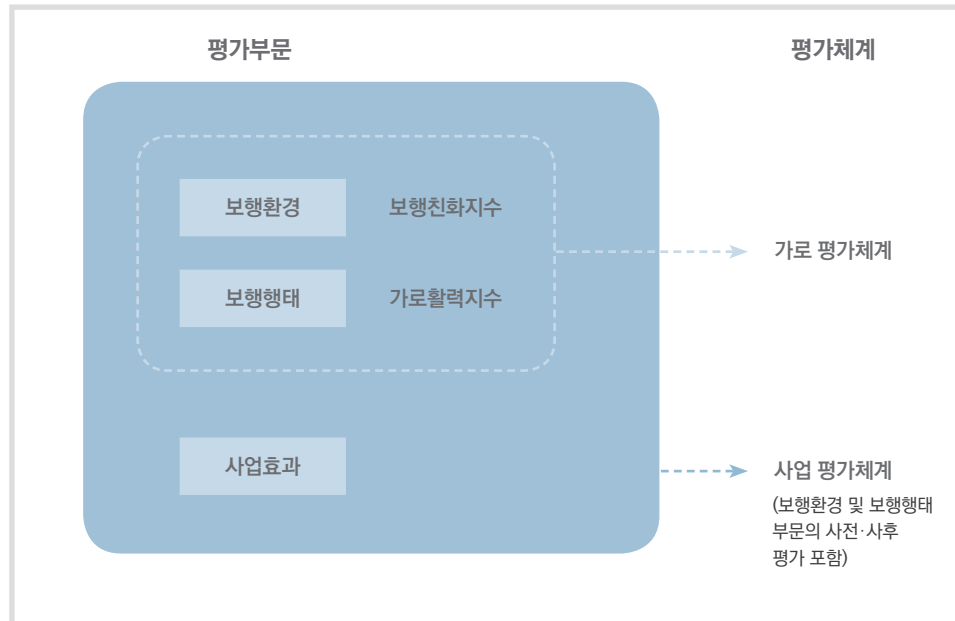 평가부문
평가체계
보행환경
보행친화지수
보행행태
가로활력지수
가로 평가체계
사업효과
사업 평가체계
(보행환경 및 보행행태
부문의 사전·사후
평가 포함)